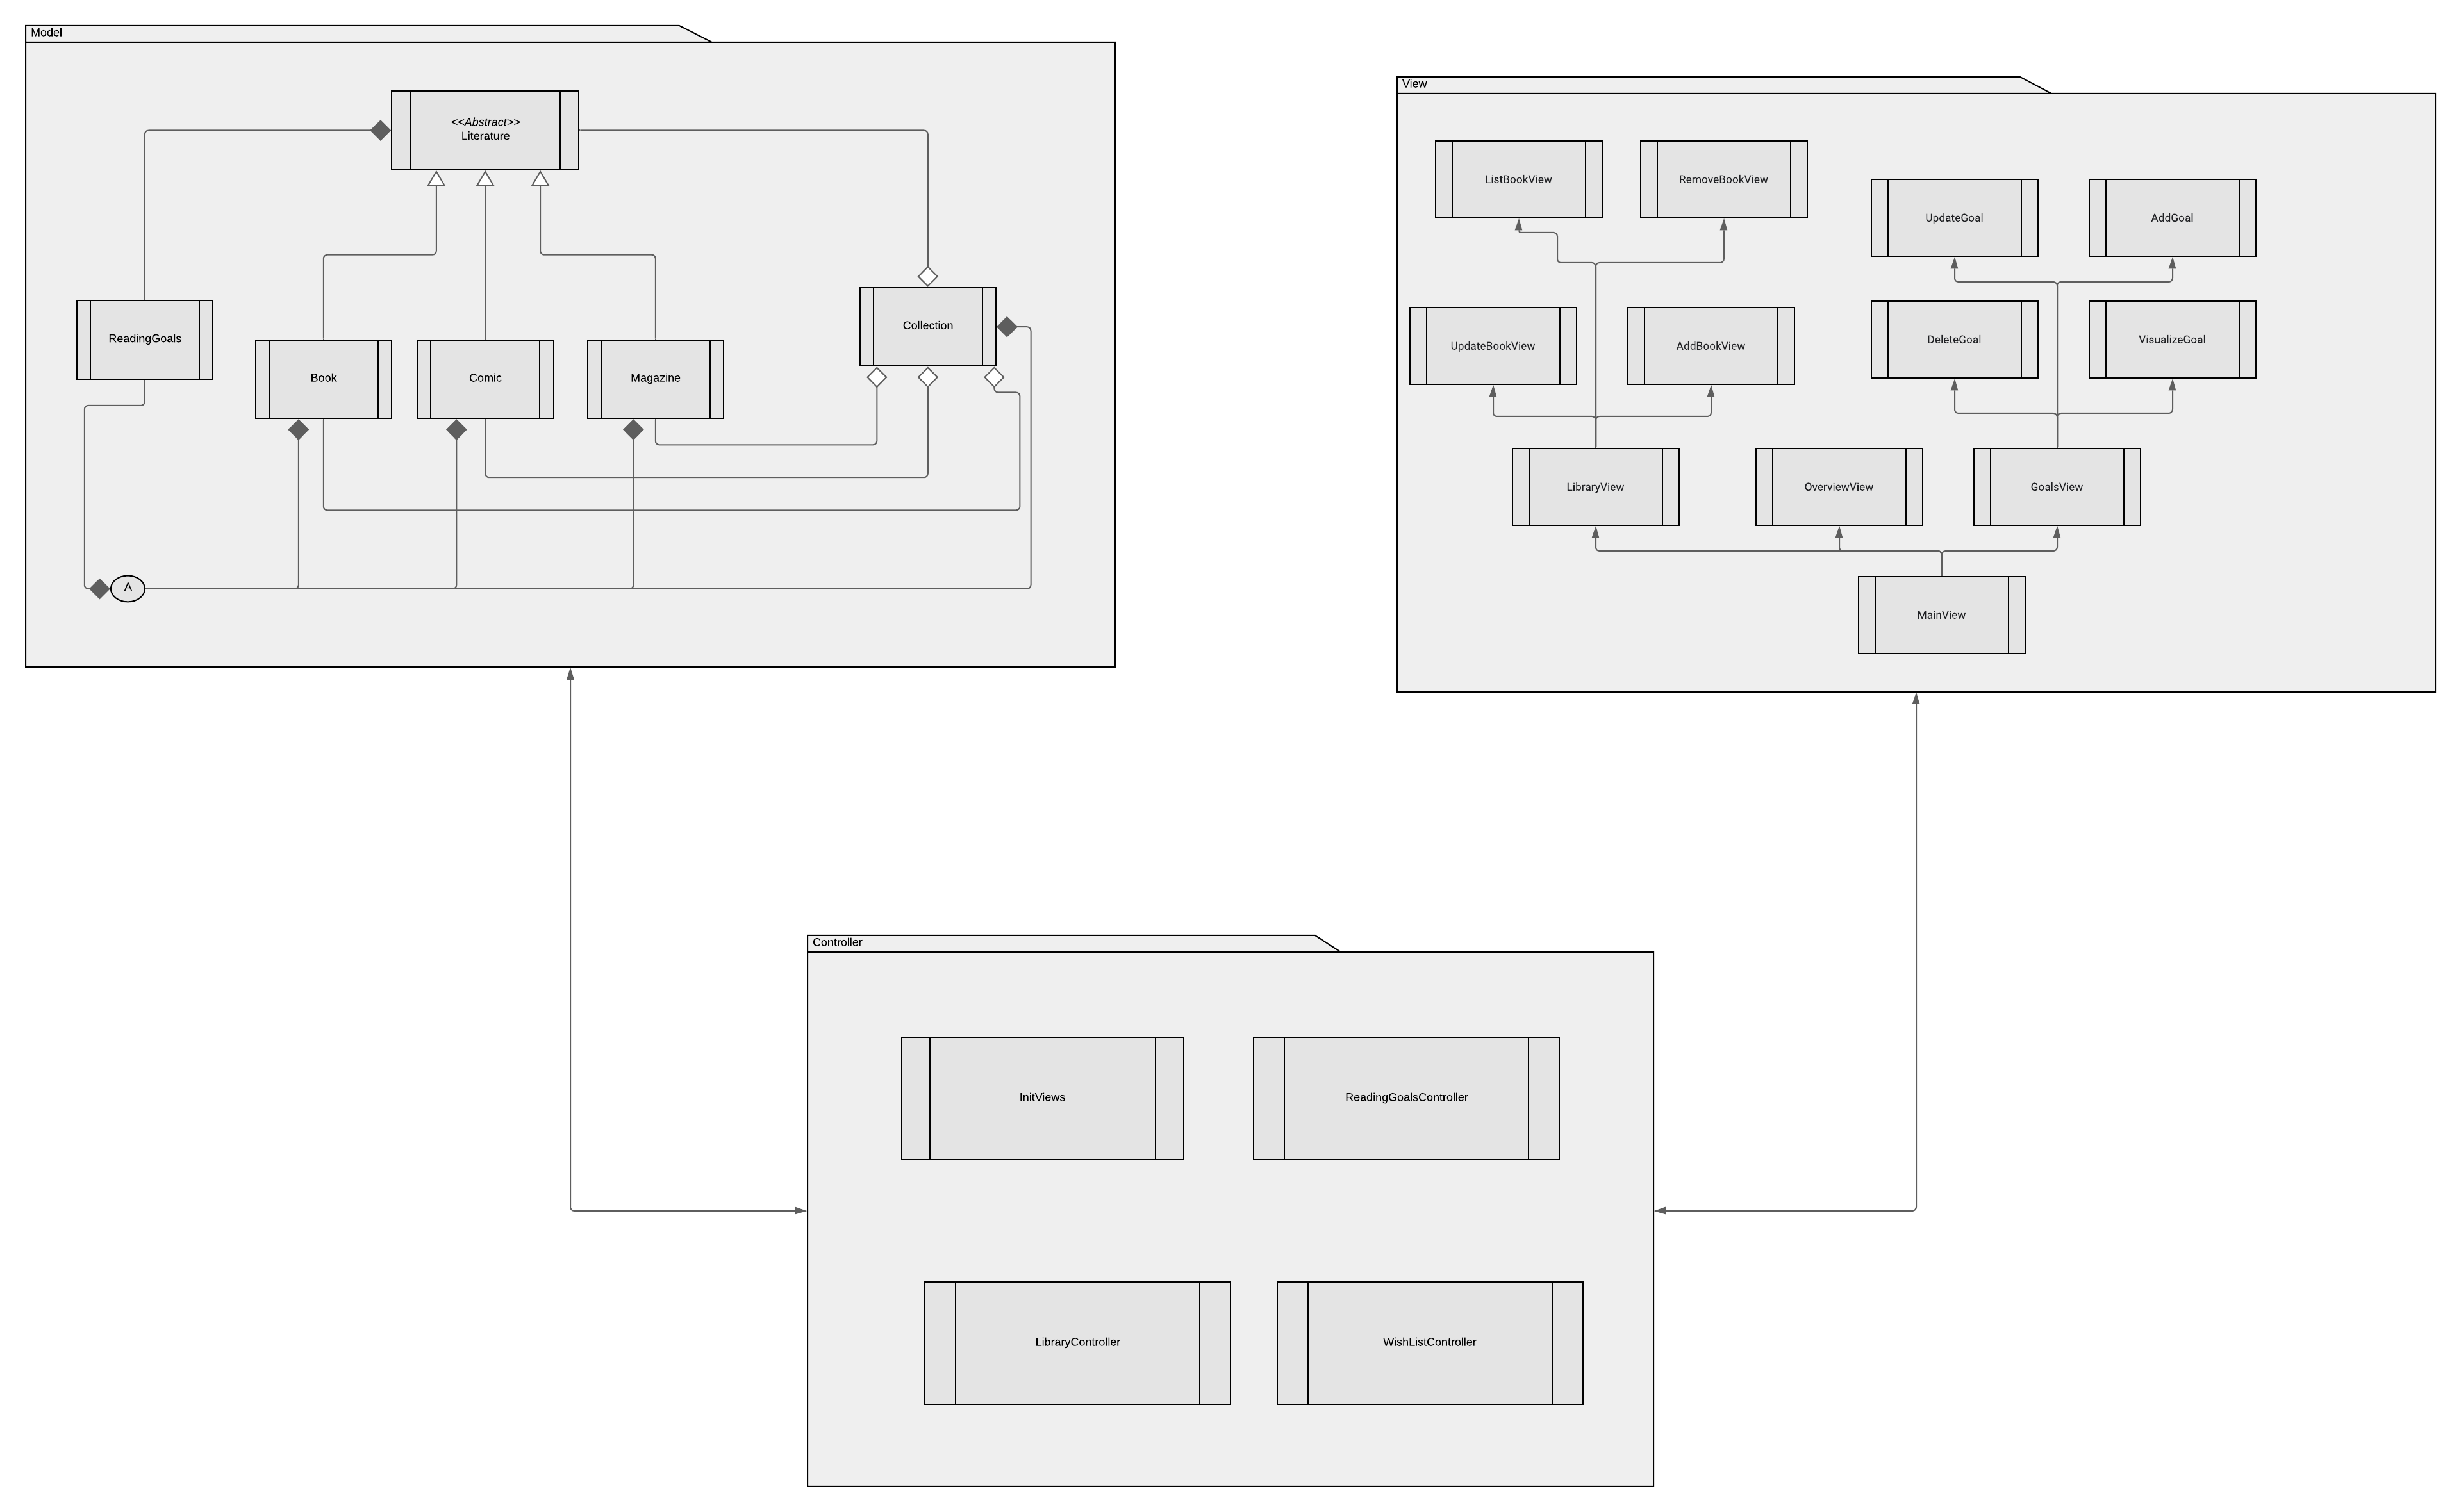 Model
<<Abstract>>
Literature
ReadingGoals
Book
Comic
Magazine
Collection
A
View
ListBookView
RemoveBookView
UpdateGoal
AddGoal
UpdateBookView
AddBookView
DeleteGoal
VisualizeGoal
LibraryView
OverviewView
GoalsView
MainView
Controller
InitViews
ReadingGoalsController
LibraryController
WishListController